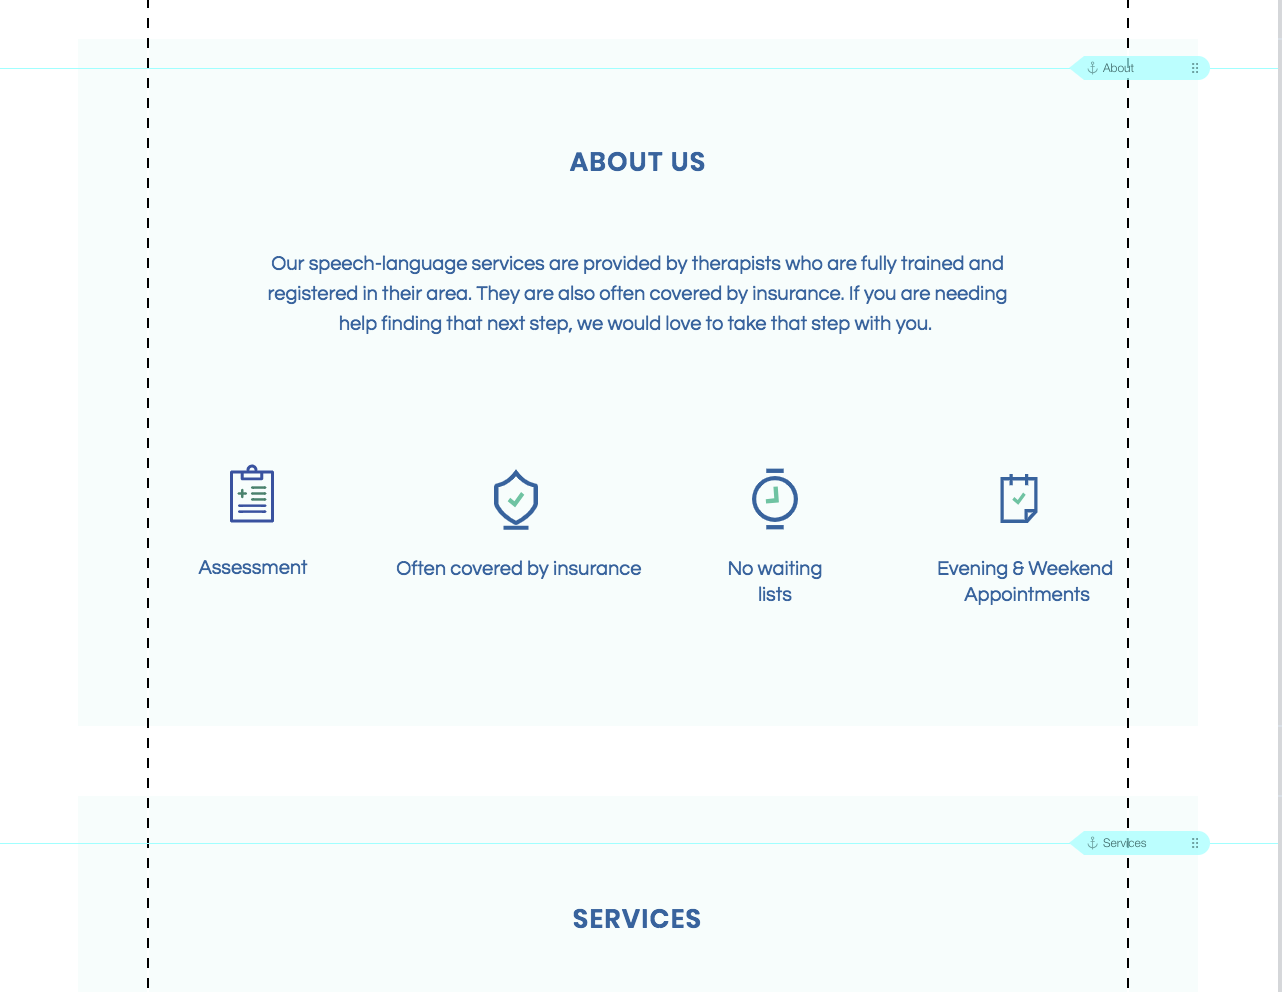 About
ABOUT US
Our speech-language services are provided by therapists who are fully trained and
registered in their area. They are also often covered by insurance. If you are needing
help finding that next step, we would love to take that step with you.
Assessment
Often covered by insurance
No waiting
lists
Evening & Weekend
Appointments
Services
SERVICES